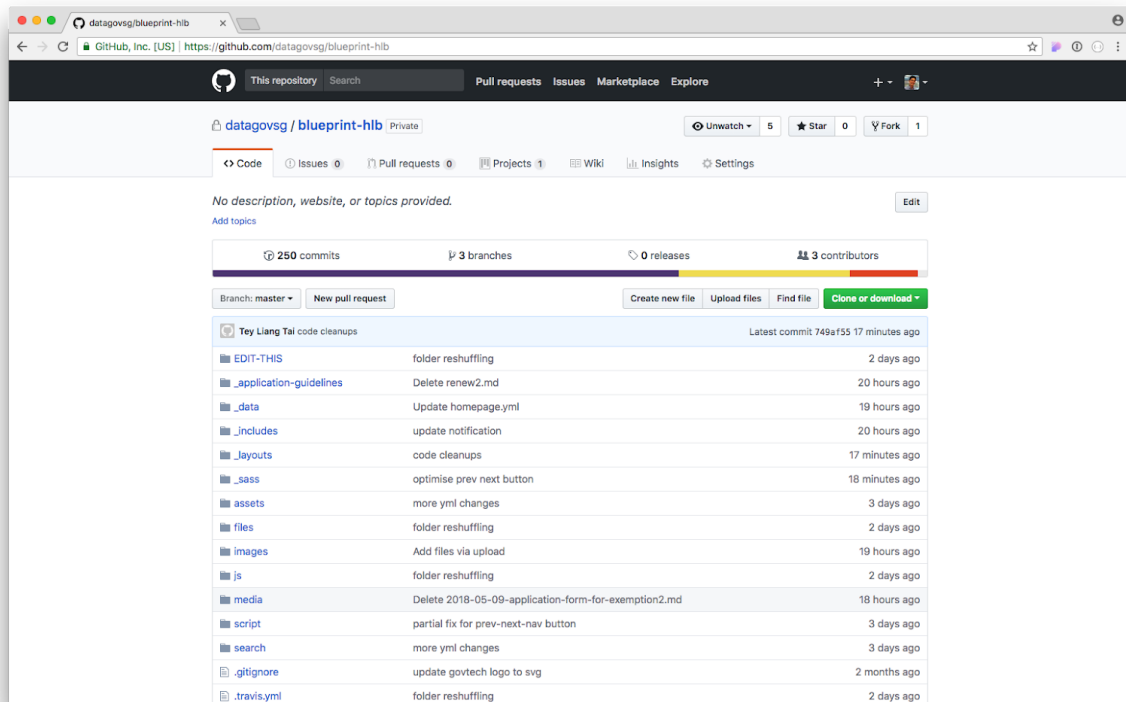 datagovsg/blueprint-hlb
GitHub, Inc. [US] https://github.com/datagovsg/blueprint-hlb
This repository Search Pull requests Issues Marketplace Explore
datagovsg / blueprint-hlb Private Unwatch 5 Star 0 Fork 1
Code Issues 0 Pull requests 0 Projects 1 Wiki Insights Settings
No description, website, or topics provided. Edit
Add topics
250 commits 3 branches 0 releases 3 contributors
Branch: master New pull request Create new file Upload files Find file Clone or download
Tey Liang Tai code cleanups Latest commit 749af55 17 minutes ago
EDIT-THIS folder reshuffling 2 days ago
_application-guidelines Delete renew2.md 20 hours ago
_data Update homepage.yml 19 hours ago
_includes update notification 20 hours ago
_layouts code cleanups 17 minutes ago
_sass optimise prev next button 18 minutes ago
assets more yml changes 3 days ago
files folder reshuffling 2 days ago
images Add files via upload 19 hours ago
js folder reshuffling 2 days ago
media Delete 2018-05-09-application-form-for-exemption2.md 18 hours ago
script partial fix for prev-next-nav button 3 days ago
search more yml changes 3 days ago
.gitignore update govtech logo to svg 2 months ago
.travis.yml folder reshuffling 2 days ago